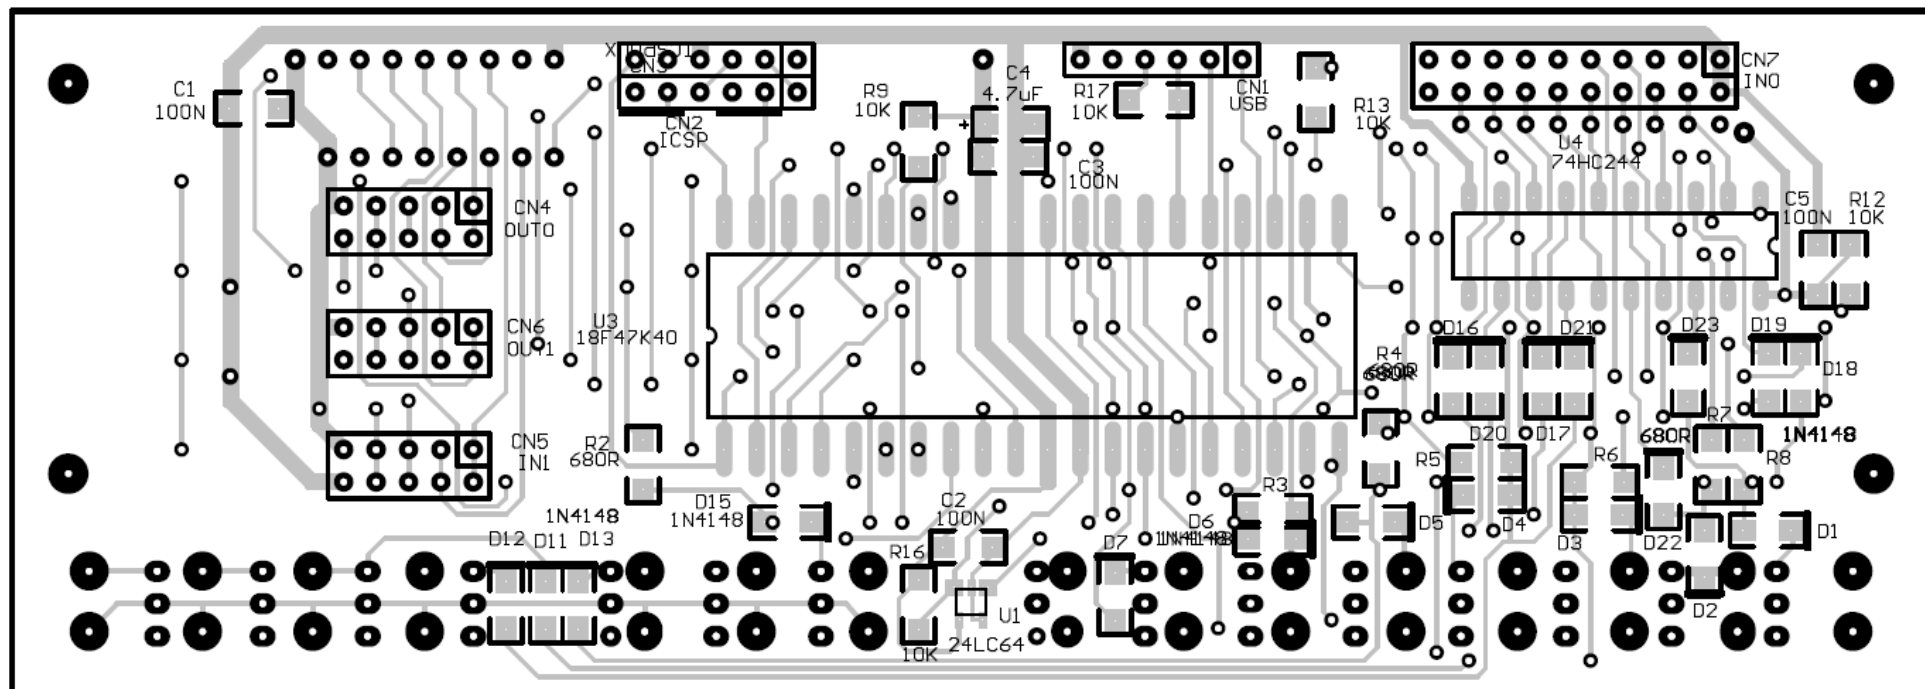 C1
100N
CN3
CN2
ICSP
R9
10K
C4
4.7uF
+
R17
10K
CN1
USB
R13
10K
CN7
IN0
U4
74HC244
C3
100N
C5
100N
R12
10K
CN4
OUT0
CN6
OUT1
U3
18F47K40
CN5
IN1
R2
680R
R4
680R
D16
D21
D23
D19
D18
D20
D17
R7
680R
1N4148
R5
R6
R8
D15
1N4148
1N4148
C2
100N
R3
D6
1N4148
D5
D4
D3
D22
D1
D12
D11
D13
R16
D7
U1
24LC64
10K
D2